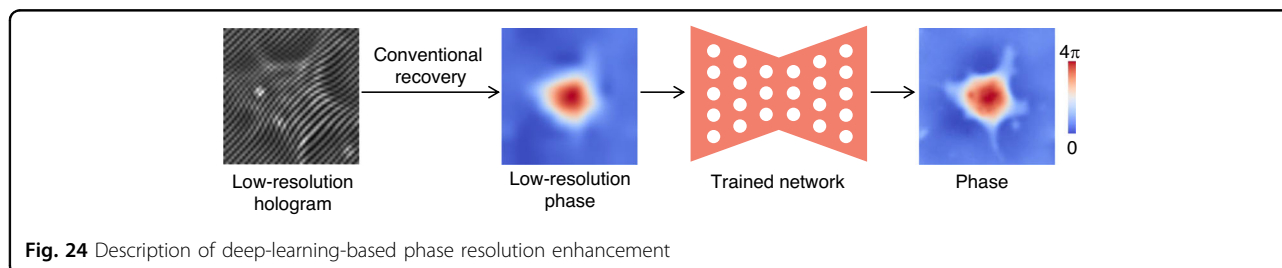 Conventional
recovery
4π
0
Low-resolution
hologram
Low-resolution
phase
Trained network
Phase
Fig. 24 Description of deep-learning-based phase resolution enhancement